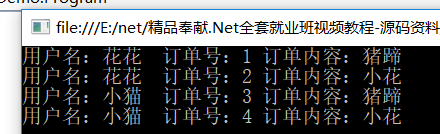 Demo.Program
file:///E:/net/精品奉献.Net全套就业班视频教程-源码资料
用户名：花花 订单号：1 订单内容：猪蹄
用户名：花花 订单号：2 订单内容：小花
用户名：小猫 订单号：3 订单内容：猪蹄
用户名：小猫 订单号：4 订单内容：小花